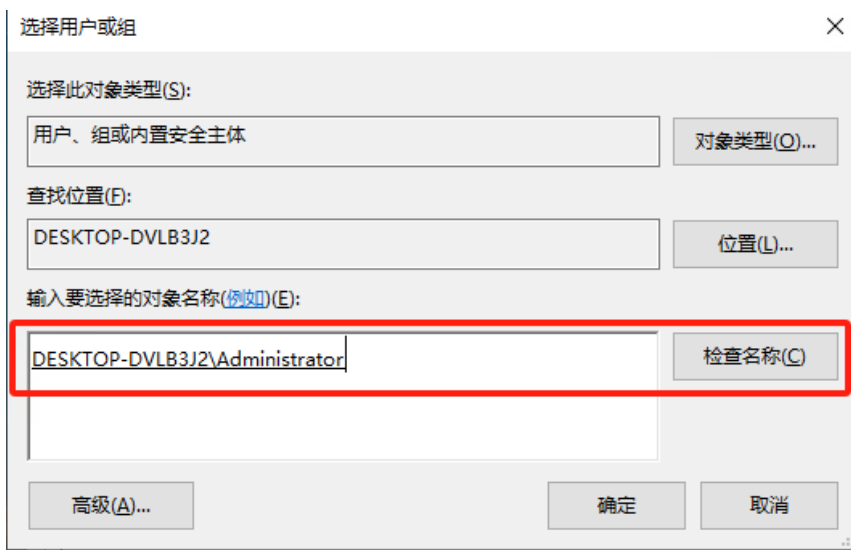 选择用户或组
选择此对象类型(S):
用户、组或内置安全主体
对象类型(O)...
查找位置(F):
DESKTOP-DVLB3J2
位置(L)...
输入要选择的对象名称(例如)(E):
DESKTOP-DVLB3J2\Administrator
检查名称(C)
高级(A)...
确定
取消